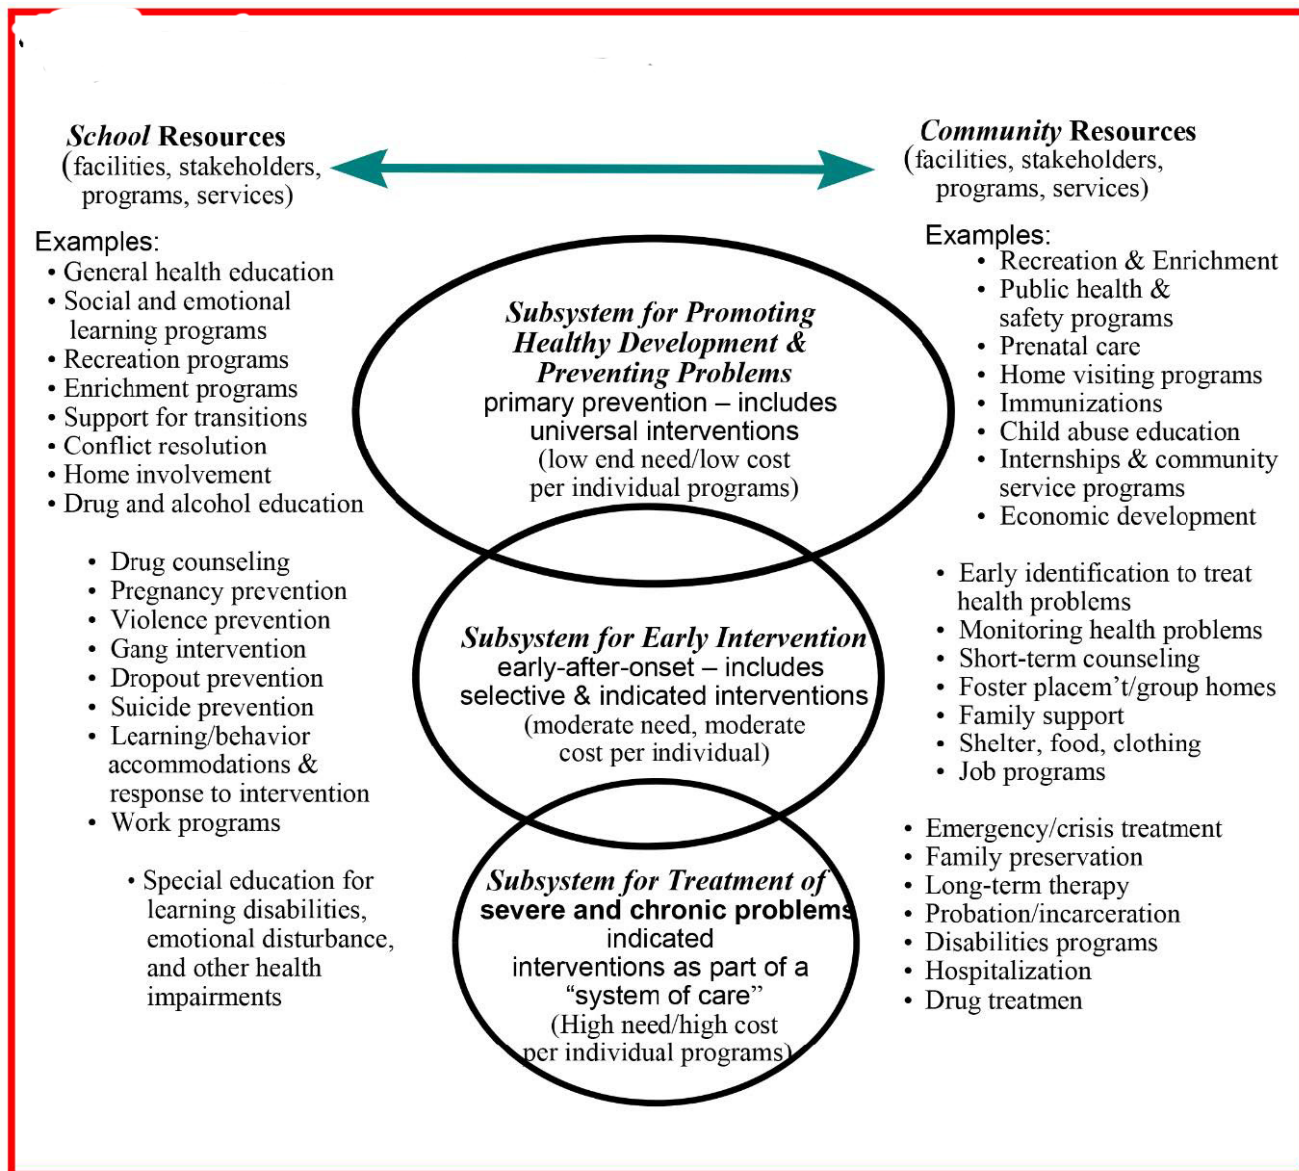 School Resources
(facilities, stakeholders,
programs, services)
Examples:
• General health education
• Social and emotional
learning programs
• Recreation programs
• Enrichment programs
• Support for transitions
• Conflict resolution
• Home involvement
• Drug and alcohol education
• Drug counseling
• Pregnancy prevention
• Violence prevention
• Gang intervention
• Dropout prevention
• Suicide prevention
• Learning/behavior
accommodations &
response to intervention
• Work programs
• Special education for
learning disabilities,
emotional disturbance,
and other health
impairments
Subsystem for Promoting
Healthy Development &
Preventing Problems
primary prevention – includes
universal interventions
(low end need/low cost
per individual programs)
Subsystem for Early Intervention
early-after-onset – includes
selective & indicated interventions
(moderate need, moderate
cost per individual)
Subsystem for Treatment of
severe and chronic problems
indicated
interventions as part of a
“system of care”
(High need/high cost
per individual programs)
Community Resources
(facilities, stakeholders,
programs, services)
Examples:
• Recreation & Enrichment
• Public health &
safety programs
• Prenatal care
• Home visiting programs
• Immunizations
• Child abuse education
• Internships & community
service programs
• Economic development
• Early identification to treat
health problems
• Monitoring health problems
• Short-term counseling
• Foster placem’t/group homes
• Family support
• Shelter, food, clothing
• Job programs
• Emergency/crisis treatment
• Family preservation
• Long-term therapy
• Probation/incarceration
• Disabilities programs
• Hospitalization
• Drug treatmen